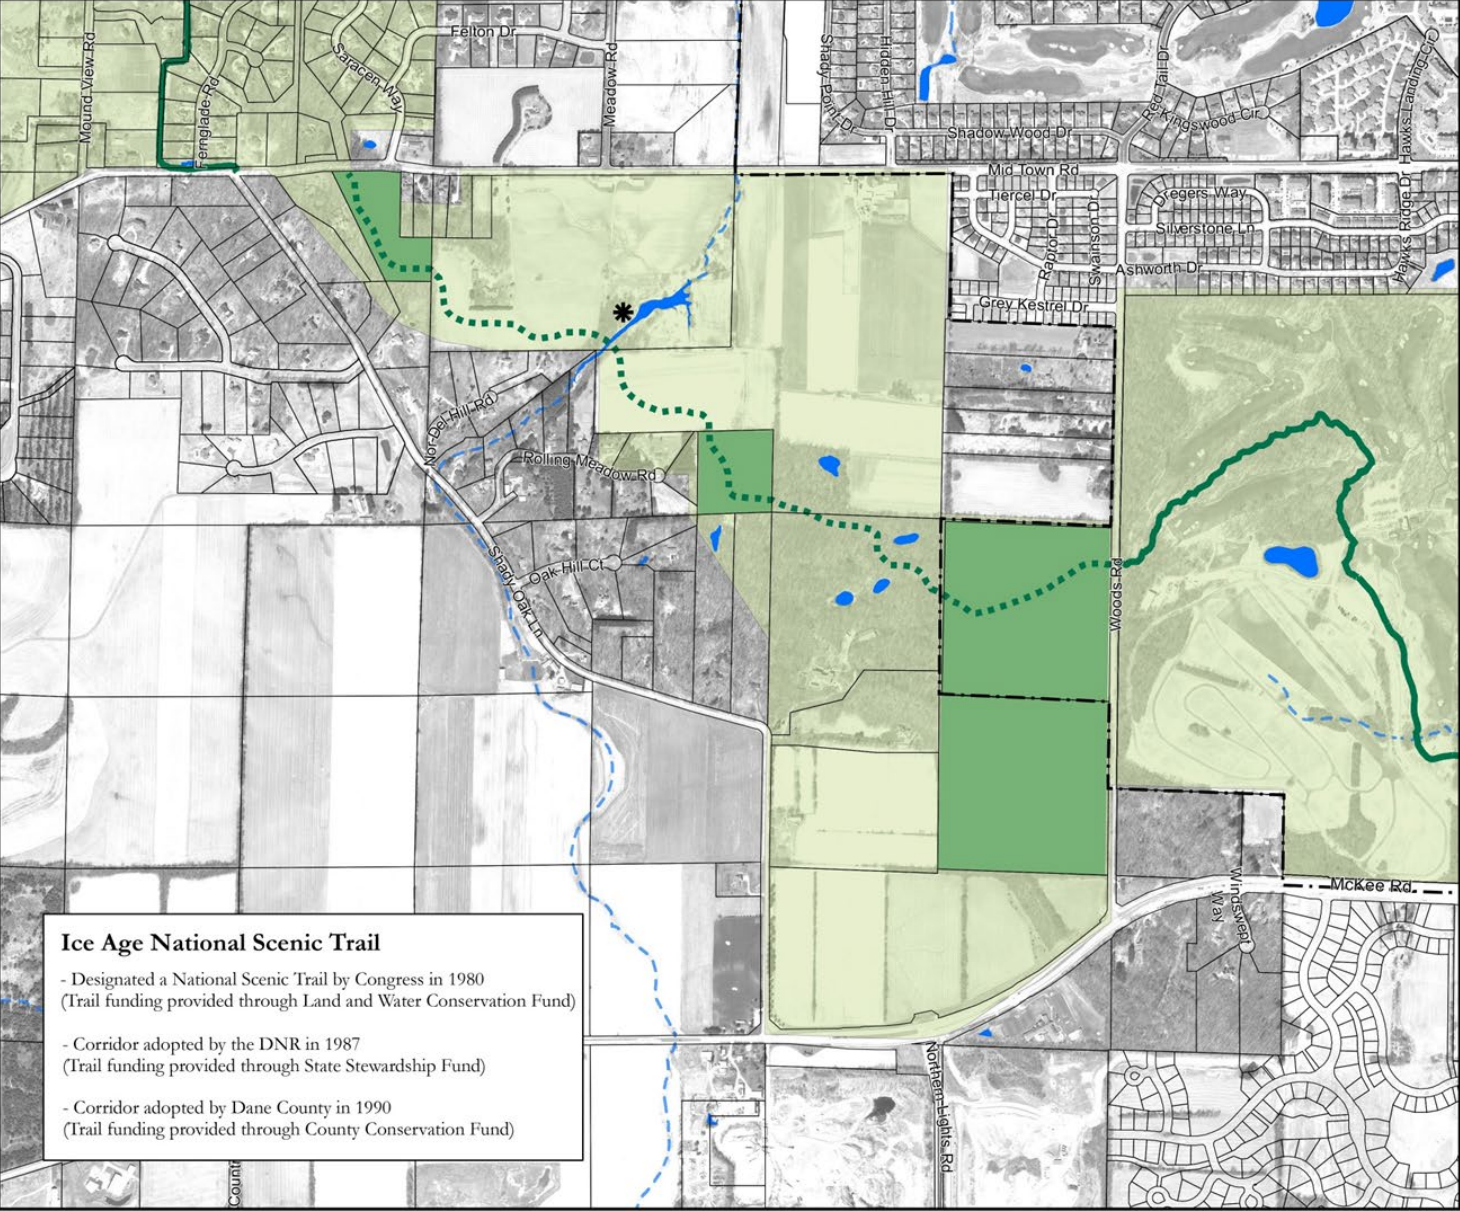 Felton Dr
Mound View Rd
Fernglade Rd
Saracen Way
Meadow Rd
Shady Point Dr
Hidden Hill Dr
Red Tail Dr
Kingswood Cir
Hawks Landing Cir
Shadow Wood Dr
Mid Town Rd
Tiercel Dr
Dregers Way
Raptor Dr
Swanson Dr
Silverstone Ln
Hawks Ridge Dr
Ashworth Dr
Grey Kestrel Dr
Nor-Del Hill Rd
Rolling Meadow Rd
Oak Hill Ct
Shady Oak Ln
Woods Rd
McKee Rd
Windswept
Way
Northern Lights Rd
Ice Age National Scenic Trail
- Designated a National Scenic Trail by Congress in 1980
(Trail funding provided through Land and Water Conservation Fund)
- Corridor adopted by the DNR in 1987
(Trail funding provided through State Stewardship Fund)
- Corridor adopted by Dane County in 1990
(Trail funding provided through County Conservation Fund)